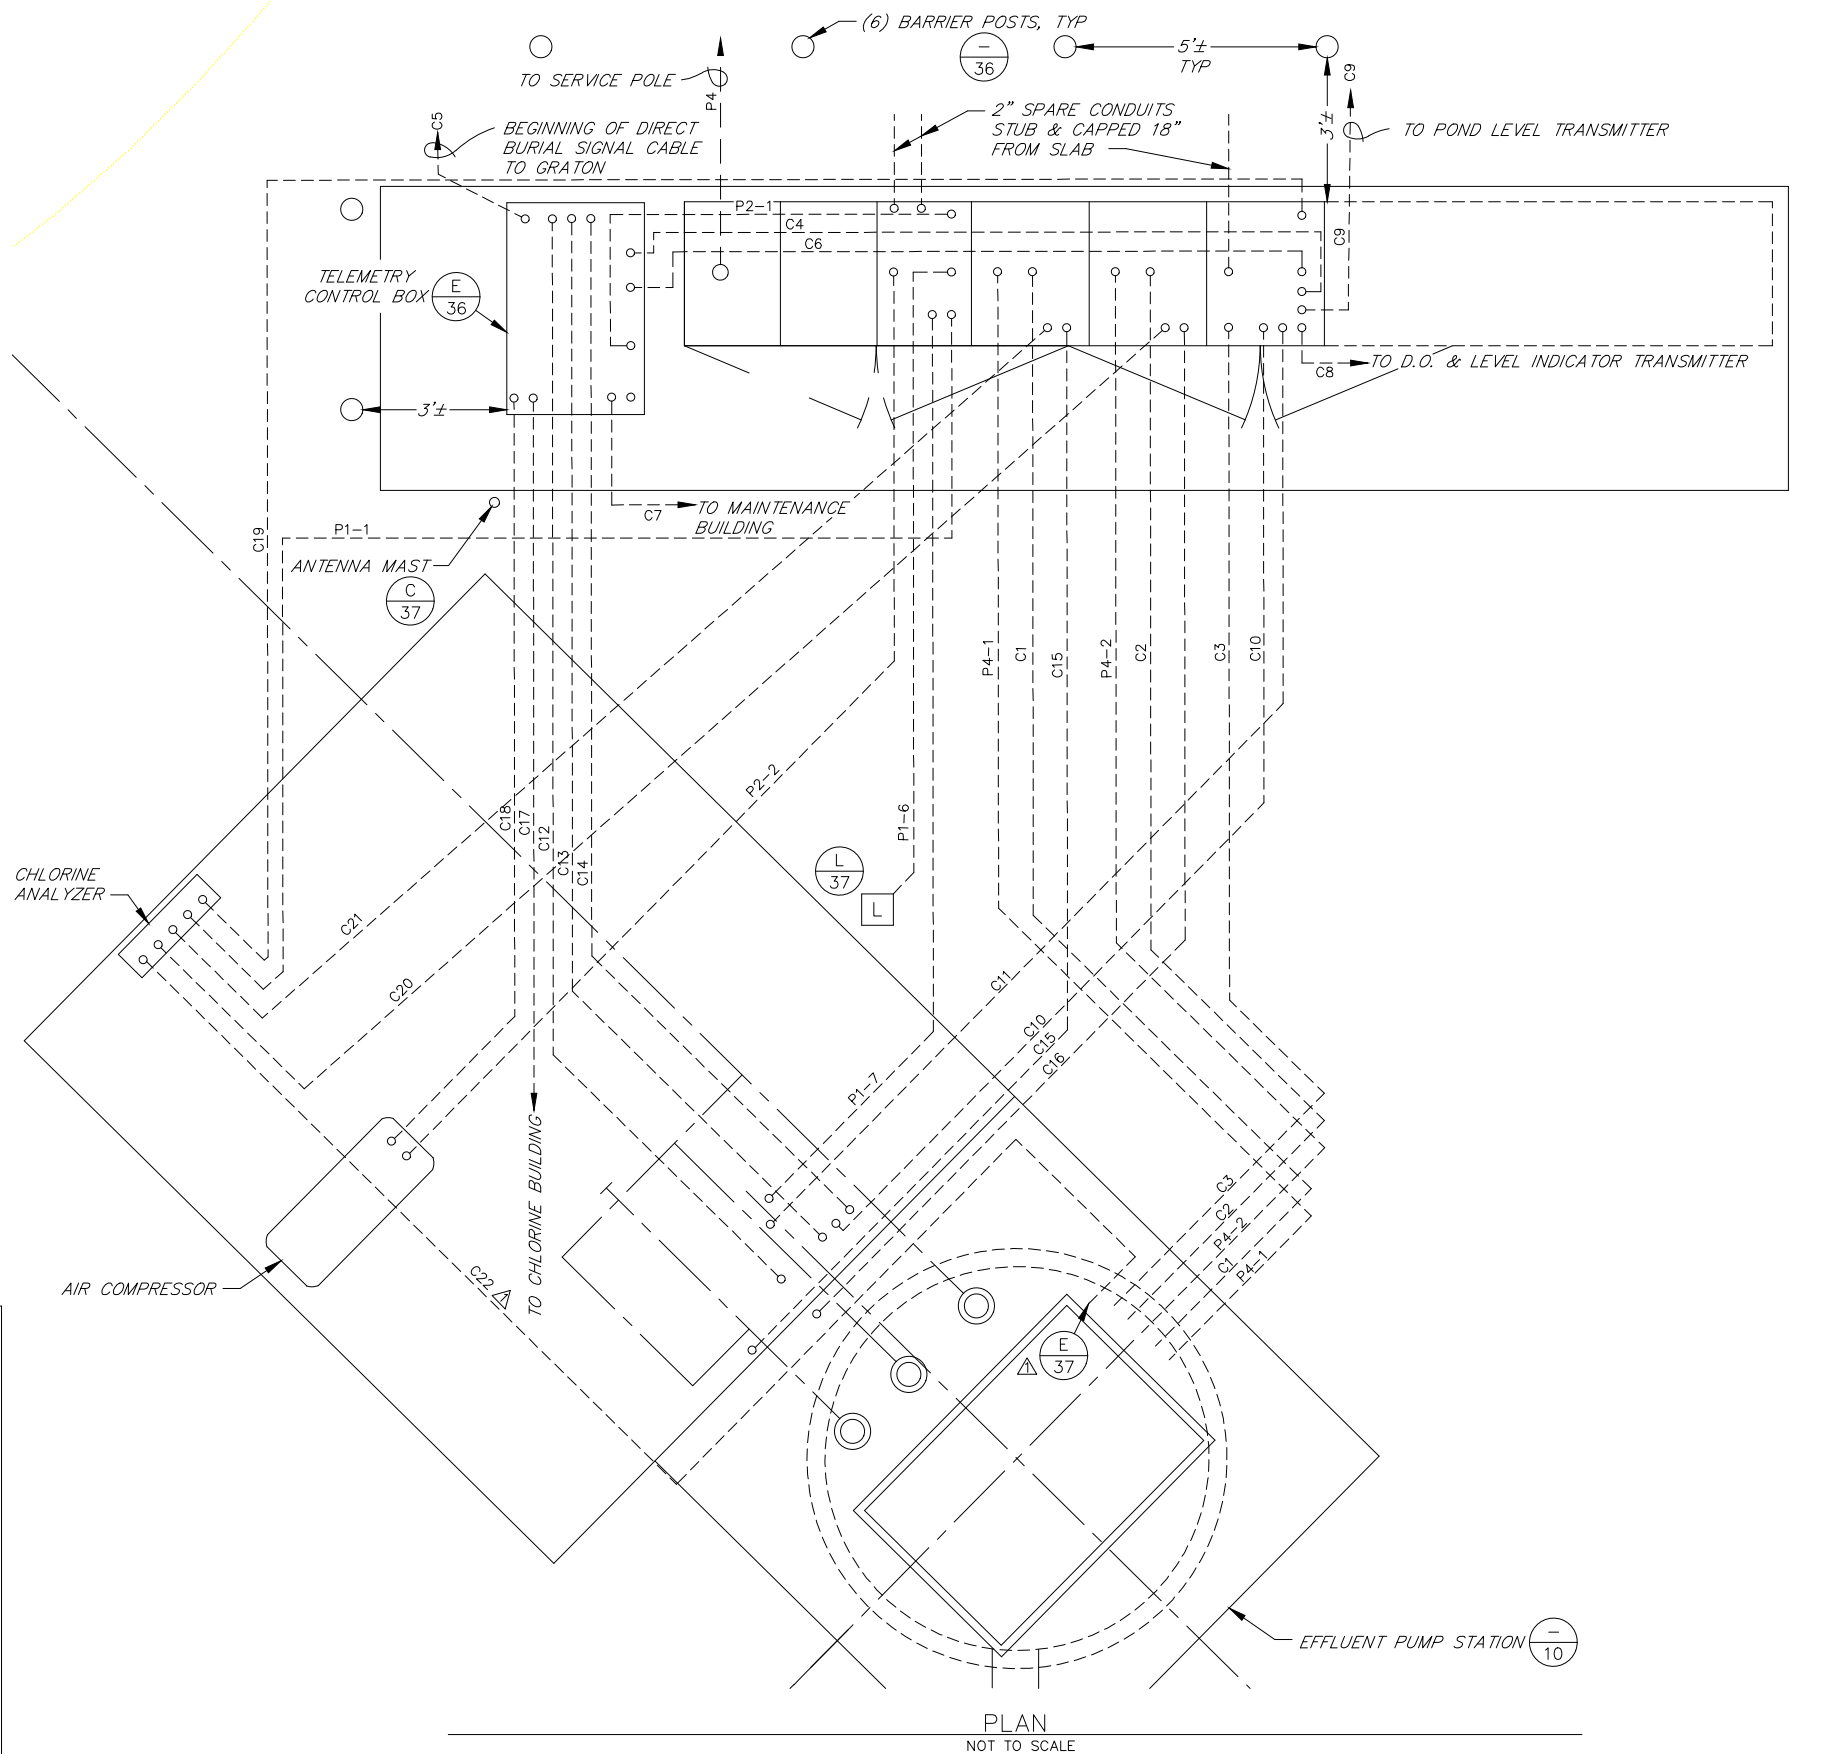 (6) BARRIER POSTS, TYP
–
36
5'±
TYP
TO SERVICE POLE
P4
C9
3'±
C5
BEGINNING OF DIRECT
BURIAL SIGNAL CABLE
TO GRATON
2" SPARE CONDUITS
STUB & CAPPED 18"
FROM SLAB
TO POND LEVEL TRANSMITTER
P2-1
C4
C6
C9
TELEMETRY
CONTROL BOX
E
36
TO D.O. & LEVEL INDICATOR TRANSMITTER
C8
3'±
TO MAINTENANCE
BUILDING
C7
P1-1
C19
ANTENNA MAST
C
37
P4-1
C1
C15
P4-2
C2
C3
C10
P2-2
C18
C17
C12
C13
C14
P1-6
L
37
L
CHLORINE
ANALYZER
C21
C20
C11
C10
C15
C16
P1-7
TO CHLORINE BUILDING
C3
C2
P4-2
C1
P4-1
AIR COMPRESSOR
C22
1
E
37
1
EFFLUENT PUMP STATION
–
10
PLAN
NOT TO SCALE